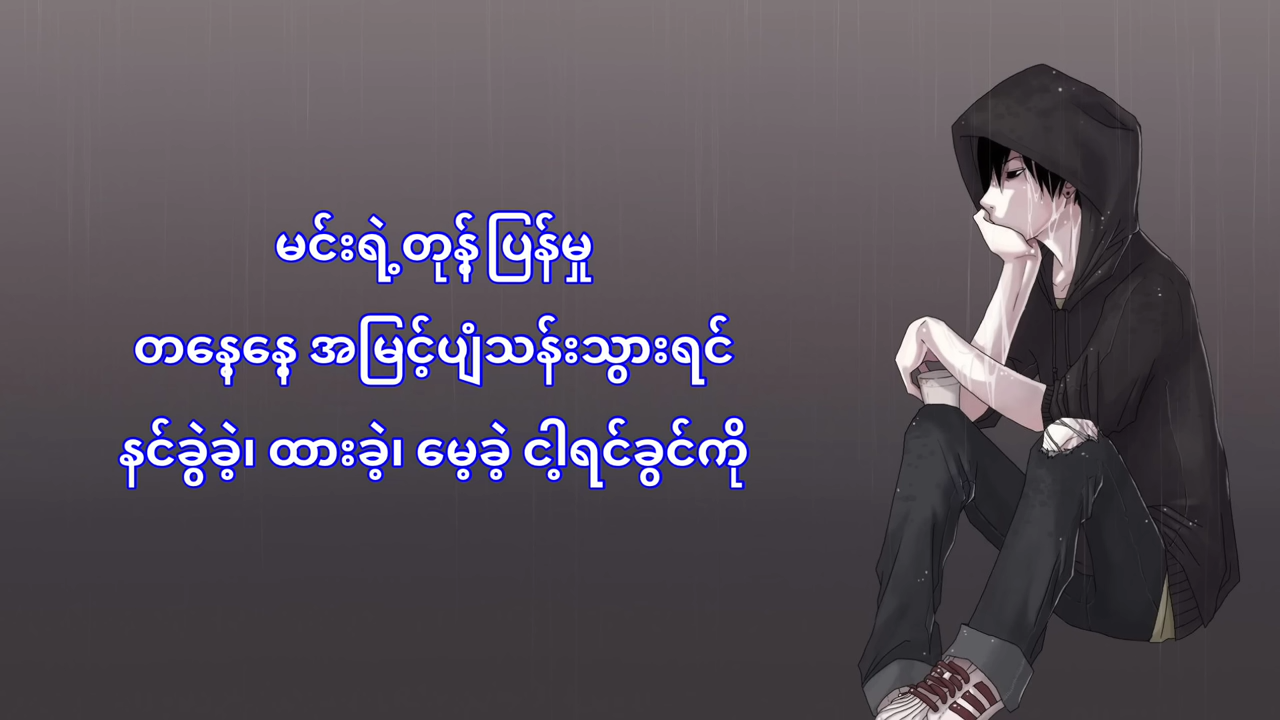 မင်းရဲ့တုန့် ပြန်မှု
တနေ့နေ့ အမြင့်ပျံသန်းသွားရင်
နင်ခွဲခဲ့၊ ထားခဲ့၊ မေ့ခဲ့ ငါ့ရင်ခွင်ကို